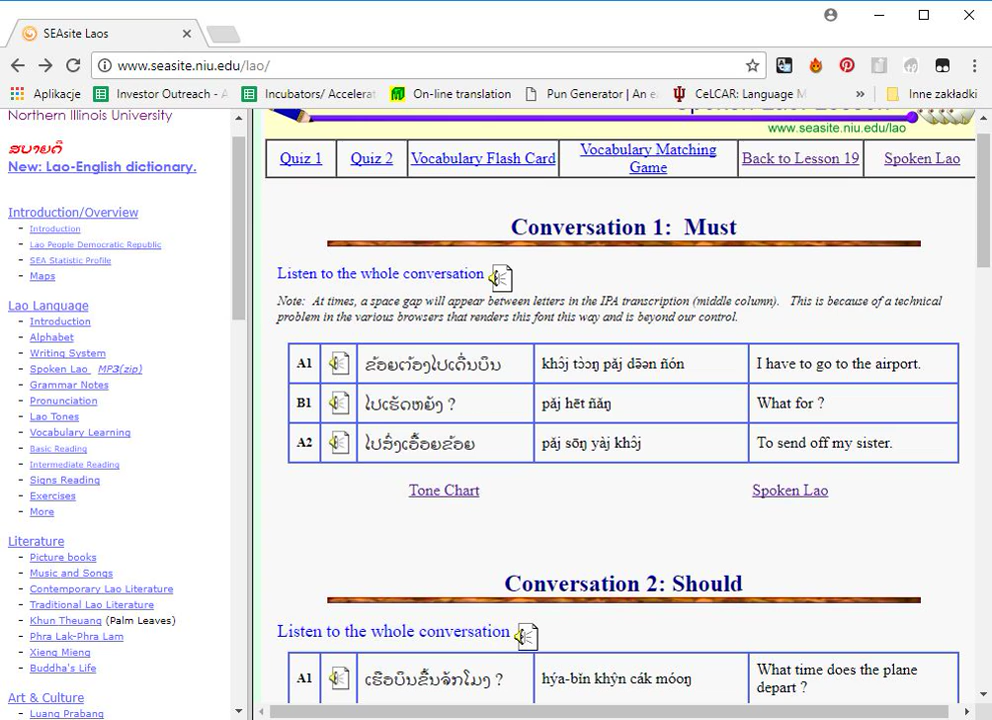 SEAsite Laos
www.seasite.niu.edu/lao/
Aplikacje
Investor Outreach - A
Incubators/ Accelerat
On-line translation
Pun Generator | An e
CeLCAR: Language M
»
Inne zakładki
Northern Illinois University
ສບາຍດີ
New: Lao-English dictionary.
Introduction/Overview
- Introduction
- Lao People Democratic Republic
- SEA Statistic Profile
- Maps
Lao Language
- Introduction
- Alphabet
- Writing System
- Spoken Lao MP3(zip)
- Grammar Notes
- Pronunciation
- Lao Tones
- Vocabulary Learning
- Basic Reading
- Intermediate Reading
- Signs Reading
- Exercises
- More
Literature
- Picture books
- Music and Songs
- Contemporary Lao Literature
- Traditional Lao Literature
- Khun Theuang (Palm Leaves)
- Phra Lak-Phra Lam
- Xieng Mieng
- Buddha's Life
Art & Culture
- Luang Prabang
www.seasite.niu.edu/lao
Quiz 1
Quiz 2
Vocabulary Flash Card
Vocabulary Matching
Game
Back to Lesson 19
Spoken Lao
Conversation 1: Must
Listen to the whole conversation
Note: At times, a space gap will appear between letters in the IPA transcription (middle column). This is because of a technical
problem in the various browsers that renders this font this way and is beyond our control.
A1 ຂ້ອຍຕ້ອງໄປເດີ່ນບິນ khɔ̂j tɔ̀ɔŋ pǎj dāəən ñón I have to go to the airport.
B1 ໄປເຮັດຫຍັງ ? pǎj hēt ñǎŋ What for ?
A2 ໄປສົ່ງເອື້ອຍຂ້ອຍ pǎj sōŋ yàj khɔ̂j To send off my sister.
Tone Chart
Spoken Lao
Conversation 2: Should
Listen to the whole conversation
A1 ເຮືອບິນຂຶ້ນຈັກໂມງ ? hýa-bǐn khŷn cák móoŋ What time does the plane
depart ?